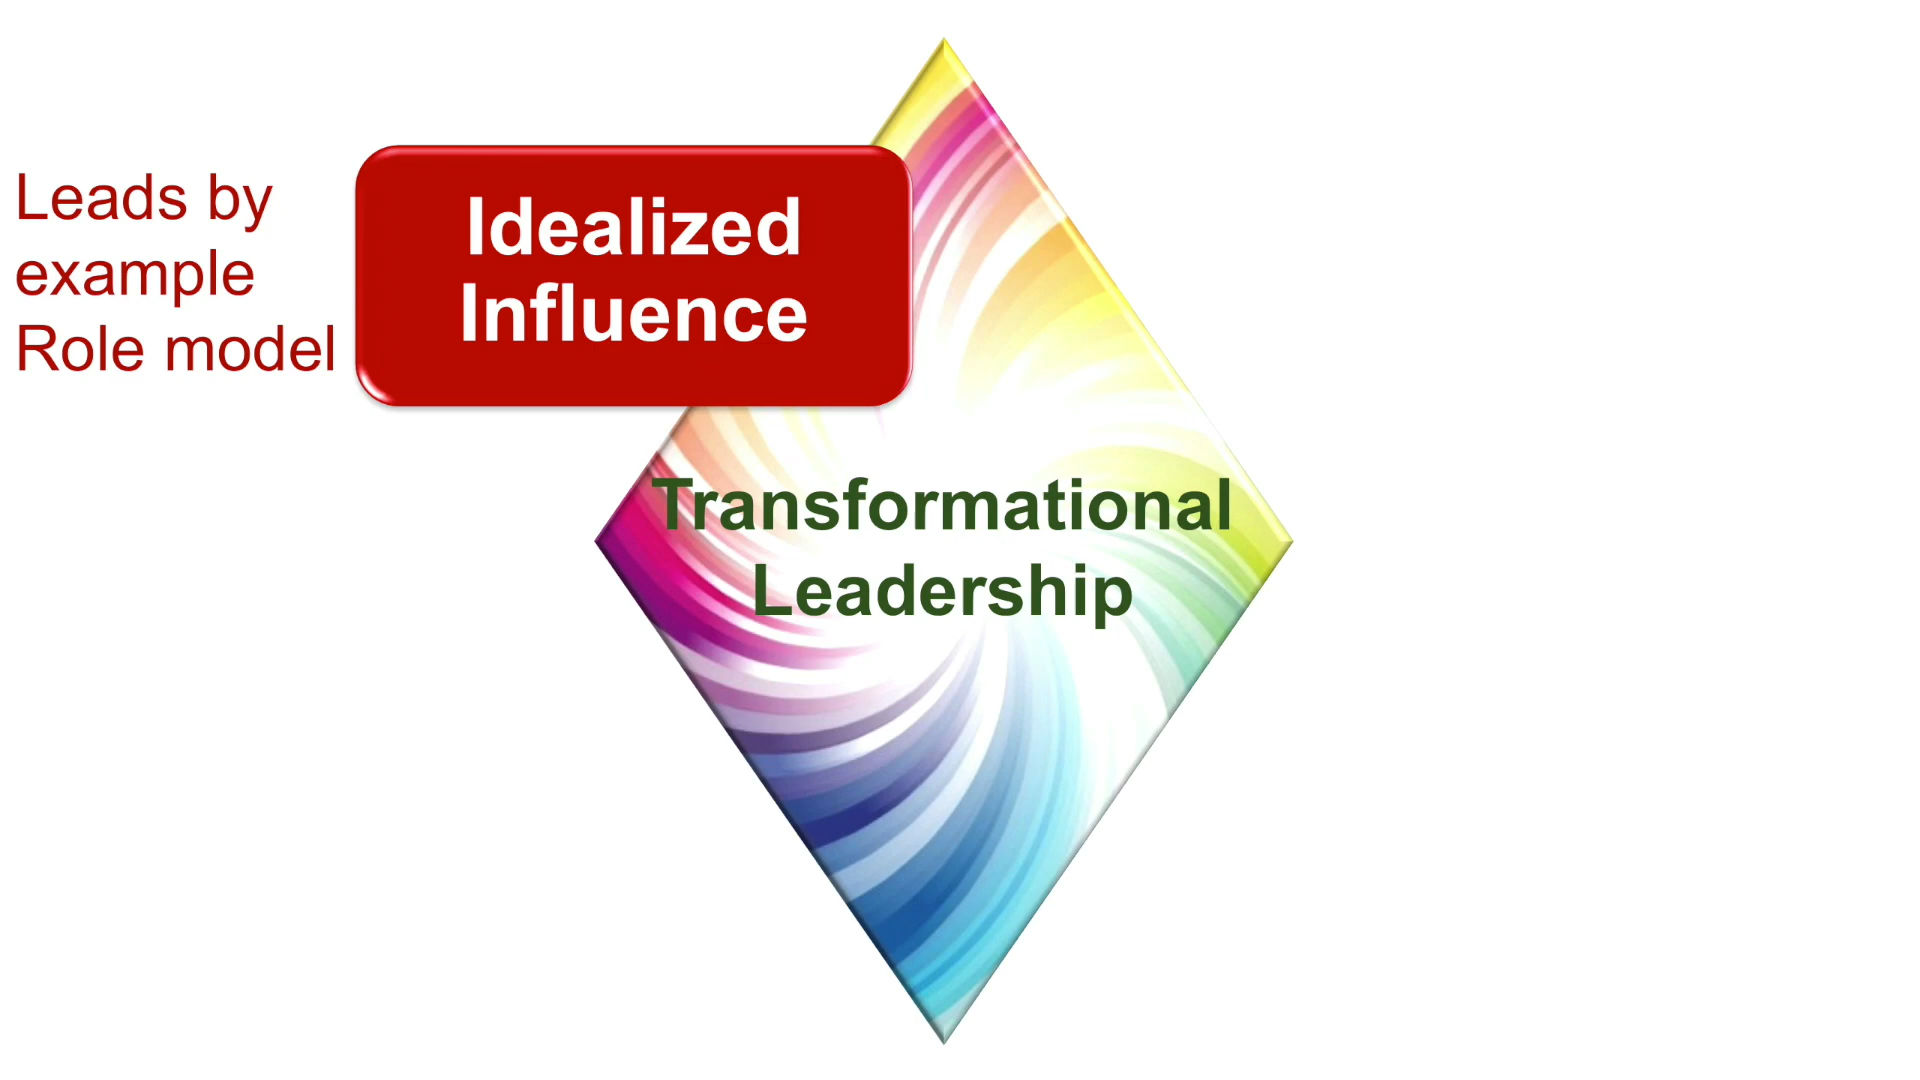 Leads by
example
Role model
Idealized
Influence
Transformational
Leadership